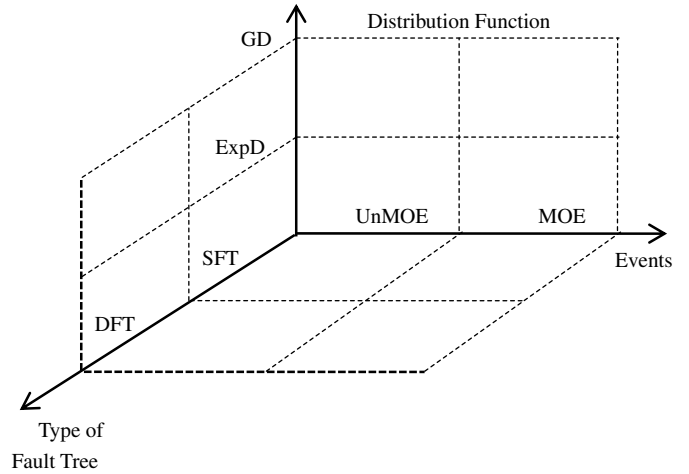 Distribution Function
GD
ExpD
UnMOE
MOE
SFT
Events
DFT
Type of
Fault Tree